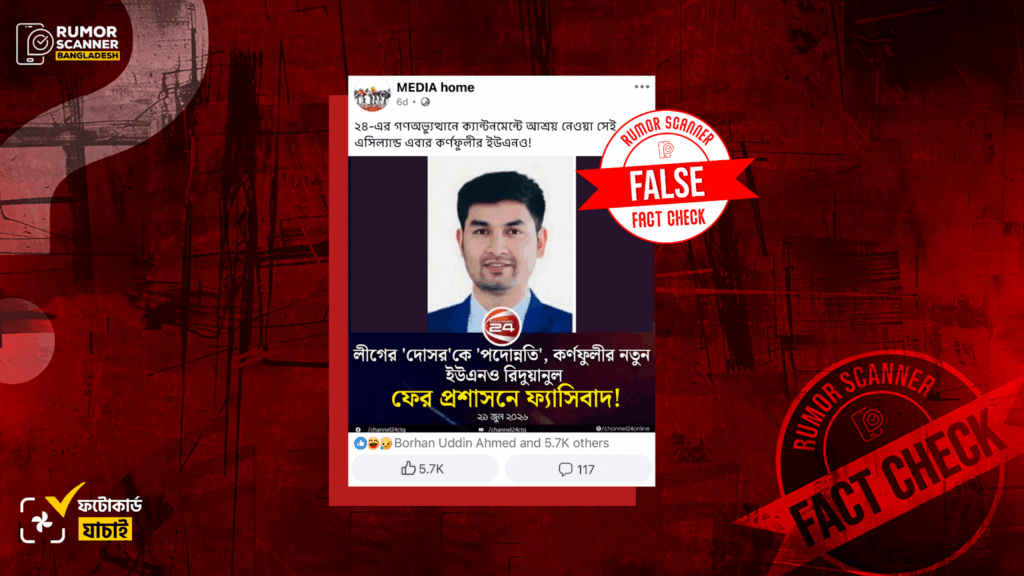 RUMOR
SCANNER
BANGLADESH
MEDIA home
6d
২৪-এর গণঅভ্যুত্থানে ক্যান্টনমেন্টে আশ্রয় নেওয়া সেই
এসিল্যান্ড এবার কর্ণফুলীর ইউএনও!
RUMOR SCANNER
FALSE
FACT CHECK
24
লীগের 'দোসর'কে 'পদোন্নতি', কর্ণফুলীর নতুন
ইউএনও রিদুয়ানুল
ফের প্রশাসনে ফ্যাসিবাদ!
২১ জুন ২০২৬
/channel24ctg
/channel24ctg
/channel24online
Borhan Uddin Ahmed and 5.7K others
5.7K
117
RUMOR SCANNER
FACT CHECK
ফটোকার্ড
যাচাই